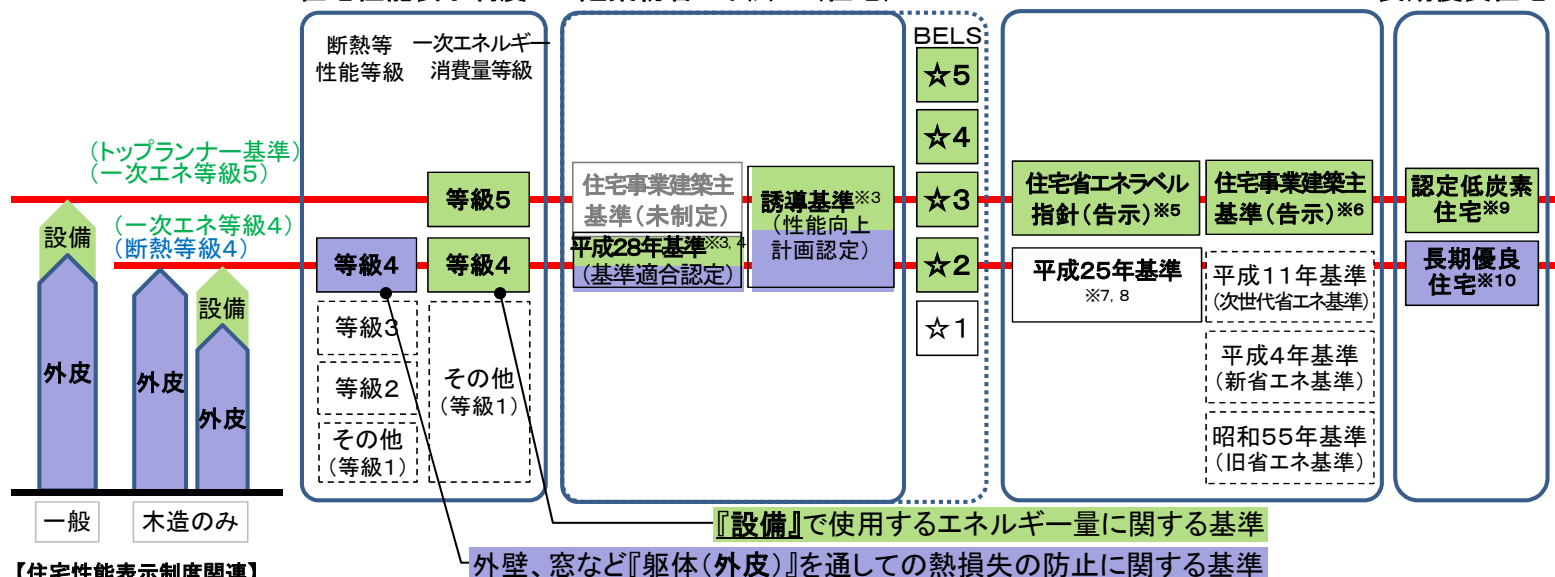 断熱等
性能等級
一次エネルギー
消費量等級
BELS
☆5
☆4
☆3
☆2
☆1
(トップランナー基準)
(一次エネ等級5)
(一次エネ等級4)
(断熱等級4)
設備
外皮
外皮
設備
外皮
一般
木造のみ
等級5
等級4
等級4
等級3
等級2
その他
(等級1)
その他
(等級1)
住宅事業建築主
基準(未制定)
平成28年基準※3, 4
(基準適合認定)
誘導基準※3
(性能向上
計画認定)
住宅省エネラベル
指針(告示)※5
住宅事業建築主
基準(告示)※6
平成25年基準
※7, 8
平成11年基準
(次世代省エネ基準)
平成4年基準
(新省エネ基準)
昭和55年基準
(旧省エネ基準)
認定低炭素
住宅※9
長期優良
住宅※10
『設備』で使用するエネルギー量に関する基準
外壁、窓など『躯体(外皮)』を通しての熱損失の防止に関する基準
【住宅性能表示制度関連】